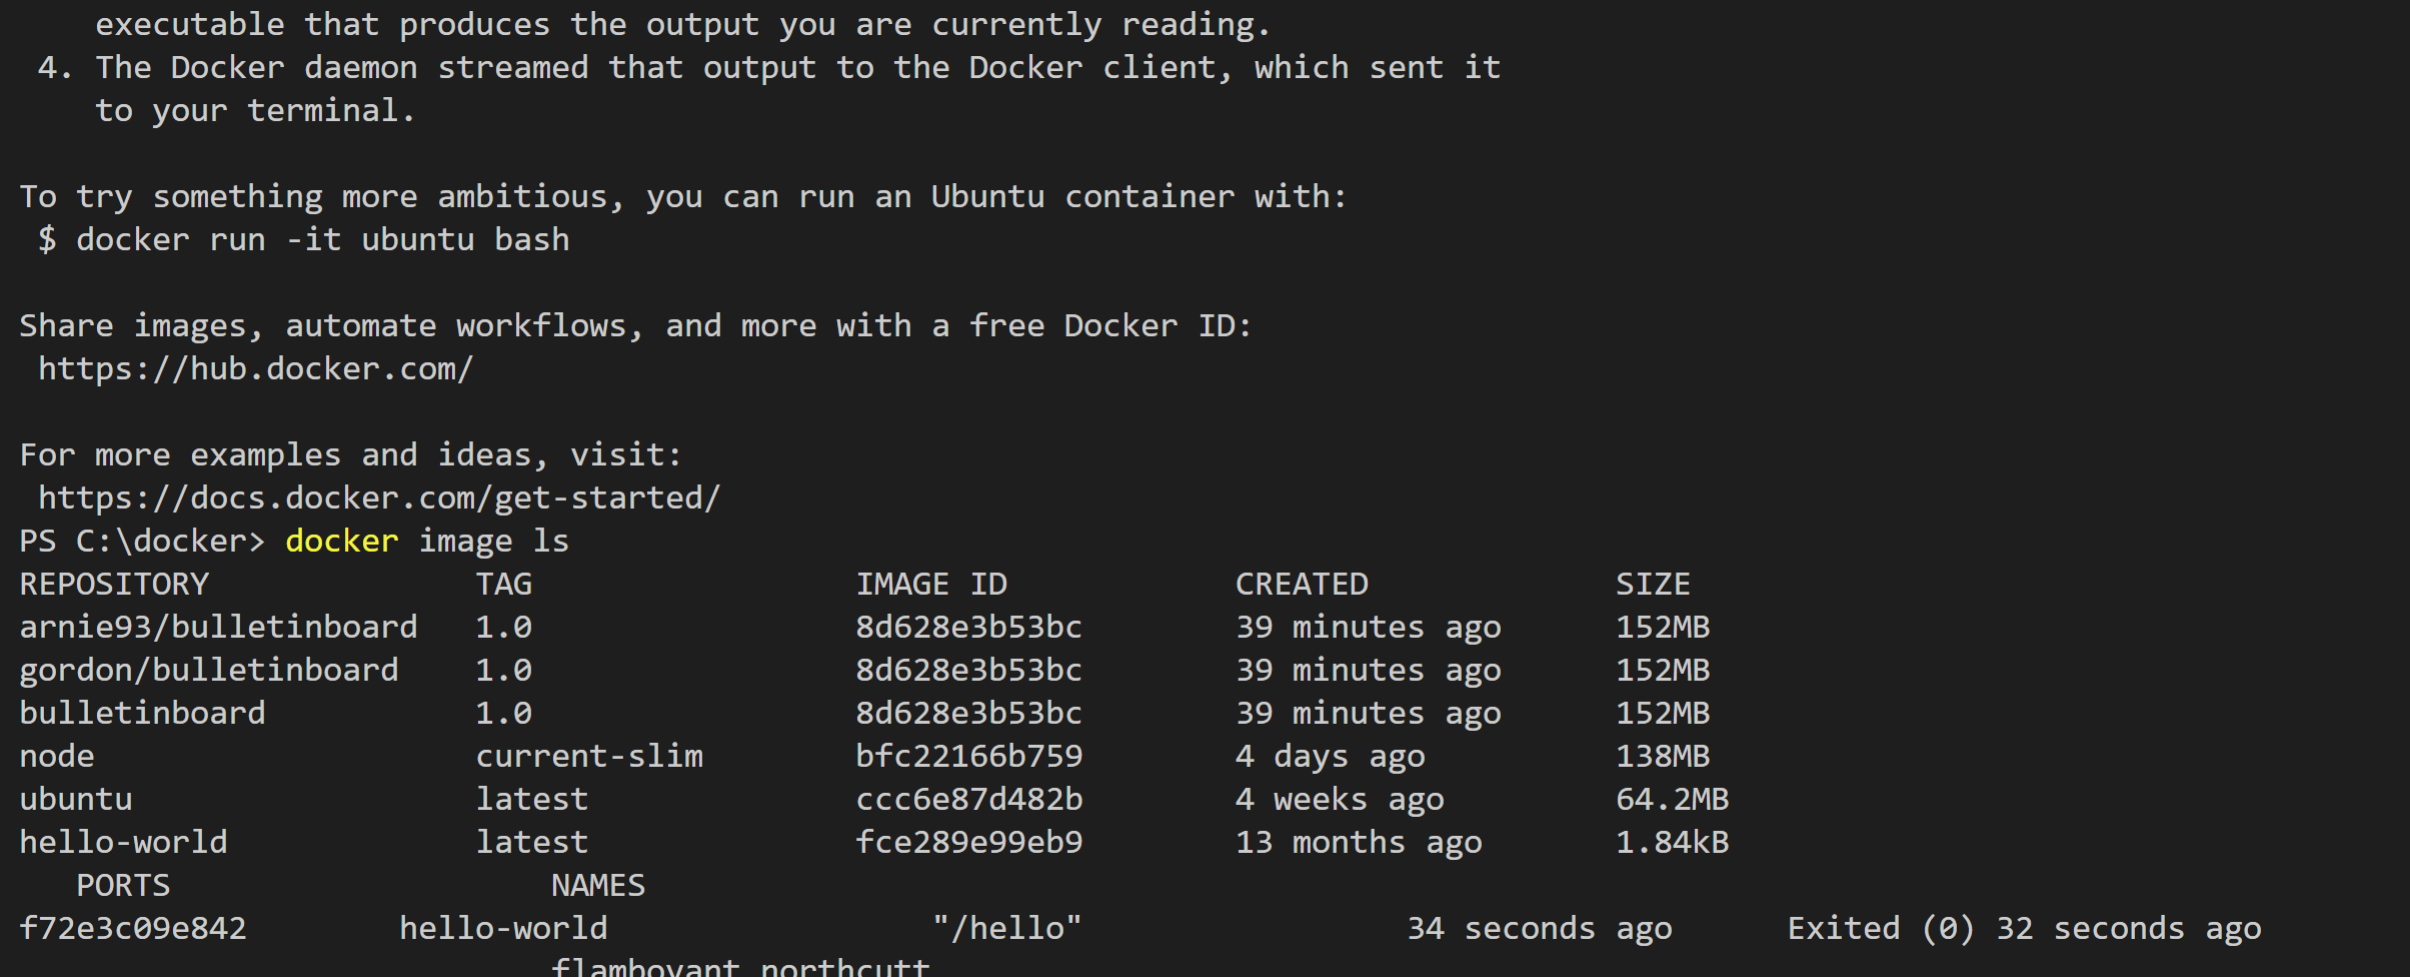 executable that produces the output you are currently reading.
4. The Docker daemon streamed that output to the Docker client, which sent it
to your terminal.
To try something more ambitious, you can run an Ubuntu container with:
$ docker run -it ubuntu bash
Share images, automate workflows, and more with a free Docker ID:
https://hub.docker.com/
For more examples and ideas, visit:
https://docs.docker.com/get-started/
PS C:\docker> docker image ls
REPOSITORY TAG IMAGE ID CREATED SIZE
arnie93/bulletinboard 1.0 8d628e3b53bc 39 minutes ago 152MB
gordon/bulletinboard 1.0 8d628e3b53bc 39 minutes ago 152MB
bulletinboard 1.0 8d628e3b53bc 39 minutes ago 152MB
node current-slim bfc22166b759 4 days ago 138MB
ubuntu latest ccc6e87d482b 4 weeks ago 64.2MB
hello-world latest fce289e99eb9 13 months ago 1.84kB
PORTS NAMES
f72e3c09e842 hello-world "/hello" 34 seconds ago Exited (0) 32 seconds ago
flamboyant_northcutt